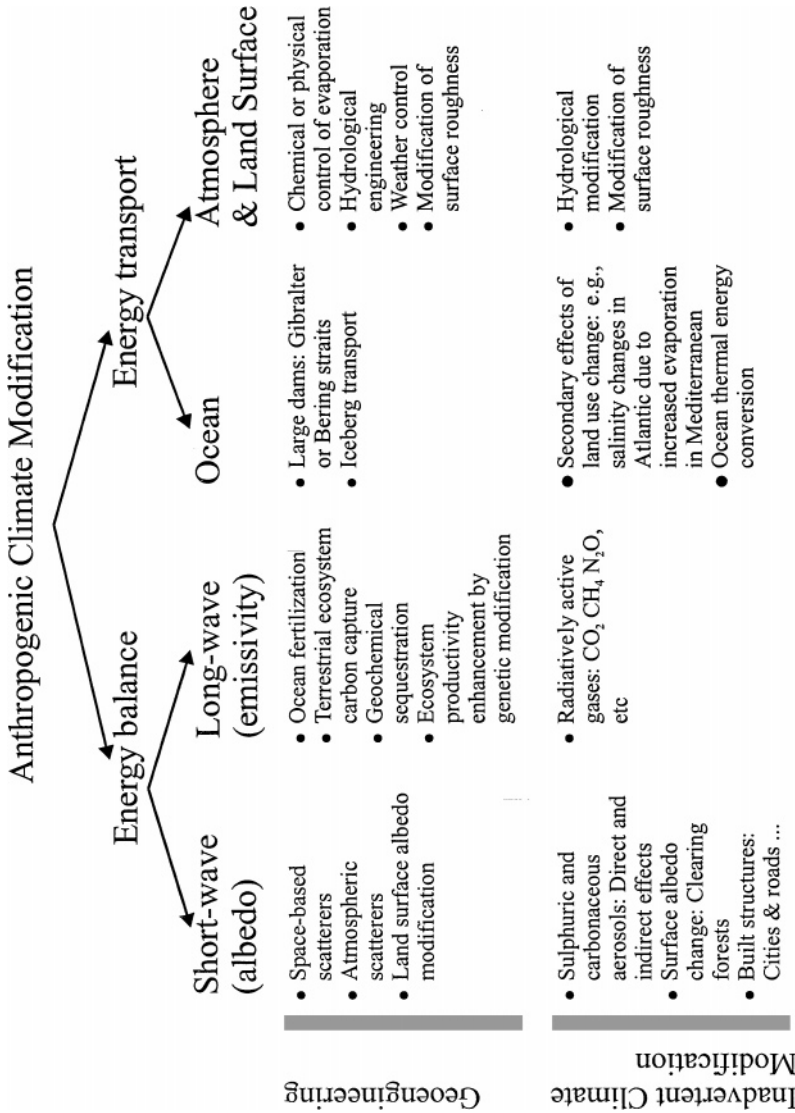 Anthropogenic Climate Modification
Energy balance
Energy transport
Short-wave
(albedo)
Long-wave
(emissivity)
Ocean
Atmosphere
& Land Surface
Geoengineering
● Space-based
scatterers
● Atmospheric
scatterers
● Land surface albedo
modification
● Ocean fertilization
● Terrestrial ecosystem
carbon capture
● Geochemical
sequestration
● Ecosystem
productivity
enhancement by
genetic modification
● Large dams: Gibralter
or Bering straits
● Iceberg transport
● Chemical or physical
control of evaporation
● Hydrological
engineering
● Weather control
● Modification of
surface roughness
Inadvertent Climate
Modification
● Sulphuric and
carbonaceous
aerosols: Direct and
indirect effects
● Surface albedo
change: Clearing
forests
● Built structures:
Cities & roads ...
● Radiatively active
gases: CO₂ CH₄ N₂O,
etc
● Secondary effects of
land use change: e.g.,
salinity changes in
Atlantic due to
increased evaporation
in Mediterranean
● Ocean thermal energy
conversion
● Hydrological
modification
● Modification of
surface roughness